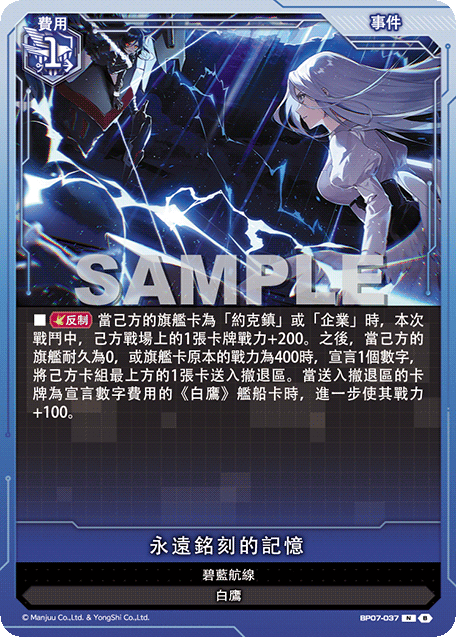 費用
事件
1
SAMPLE
■ 反制 當己方的旗艦卡為「約克鎮」或「企業」時，本次
戰鬥中，己方戰場上的1張卡牌戰力+200。之後，當己方的
旗艦耐久為0，或旗艦卡原本的戰力為400時，宣言1個數字，
將己方卡組最上方的1張卡送入撤退區。當送入撤退區的卡
牌為宣言數字費用的《白鷹》艦船卡時，進一步使其戰力
+100。
永遠銘刻的記憶
碧藍航線
白鷹
© Manjuu Co.,Ltd. & YongShi Co.,Ltd.
BP07-037 N B